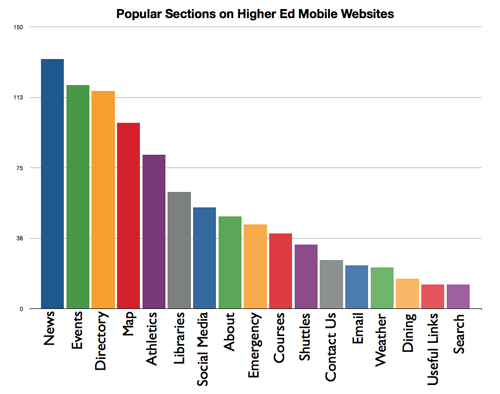 Popular Sections on Higher Ed Mobile Websites
150
113
75
38
0
News
Events
Directory
Map
Athletics
Libraries
Social Media
About
Emergency
Courses
Shuttles
Contact Us
Email
Weather
Dining
Useful Links
Search